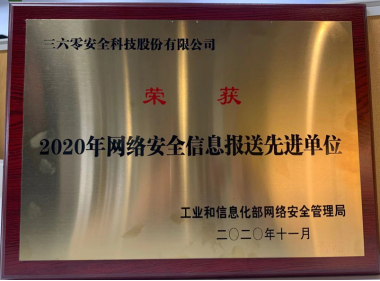 三六零安全科技股份有限公司
荣 获
2020年网络安全信息报送先进单位
工业和信息化部网络安全管理局
二〇二〇年十一月